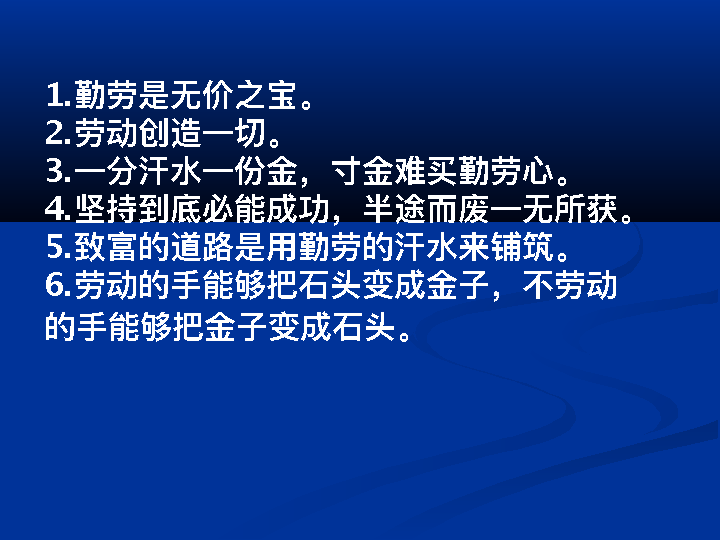 1.勤劳是无价之宝。
2.劳动创造一切。
3.一分汗水一份金，寸金难买勤劳心。
4.坚持到底必能成功，半途而废一无所获。
5.致富的道路是用勤劳的汗水来铺筑。
6.劳动的手能够把石头变成金子，不劳动
的手能够把金子变成石头。